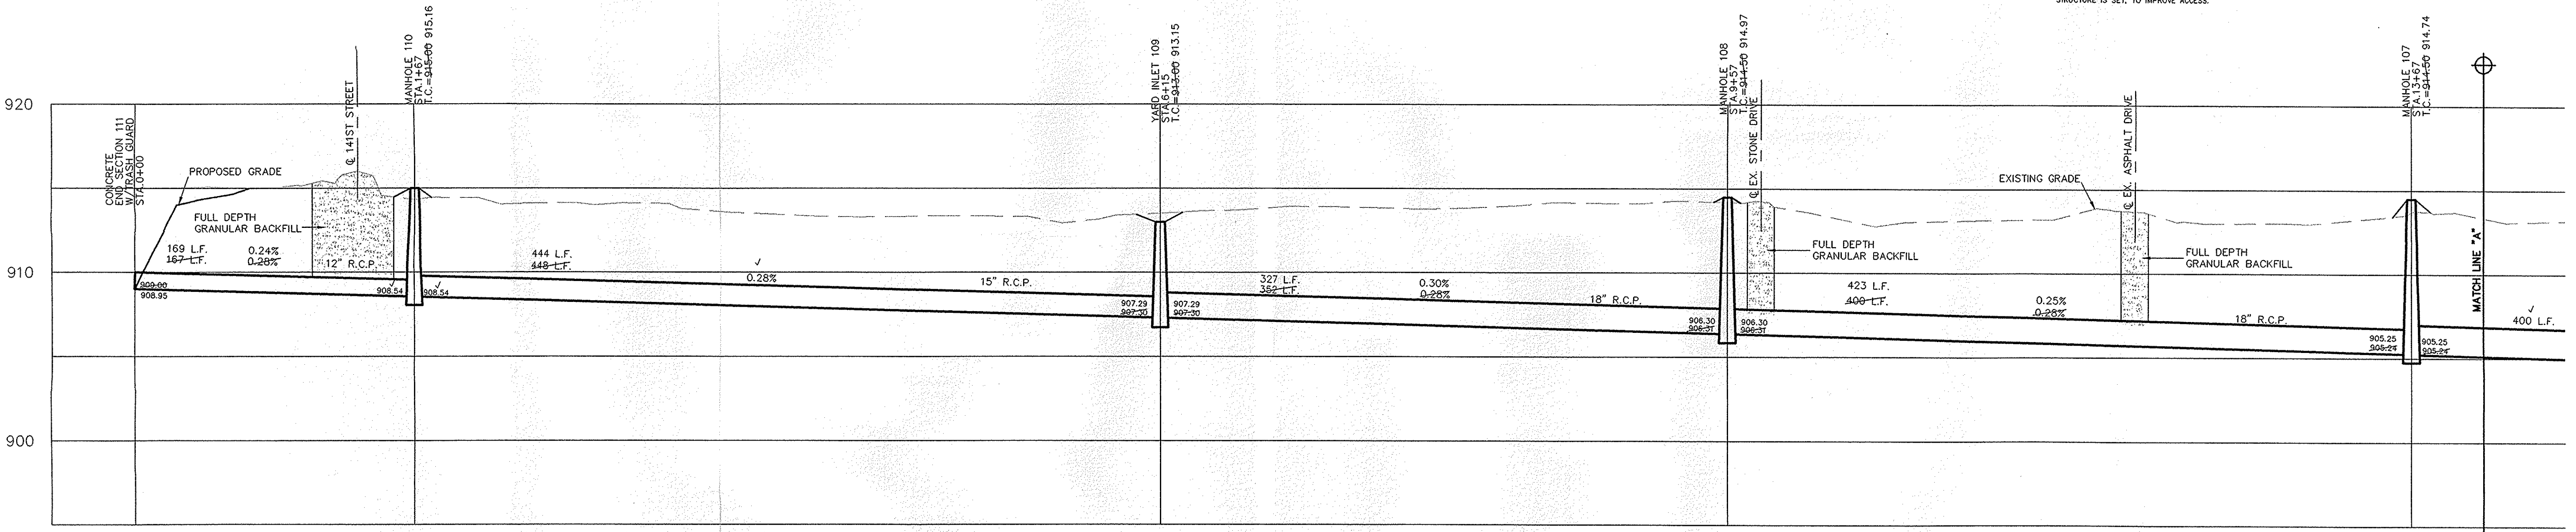 STRUCTURE IS SET, TO IMPROVE ACCESS.
920
910
900
CONCRETE
END SECTION 111
W/TRASH GUARD
STA.0+00
PROPOSED GRADE
FULL DEPTH
GRANULAR BACKFILL
℄ 141ST STREET
169 L.F.
167 L.F.
0.24%
0.28%
12" R.C.P.
909.00
908.95
MANHOLE 110
STA.1+67
T.C.=915.00 915.16
908.54
✓
908.54
✓
444 L.F.
448 L.F.
✓
0.28%
15" R.C.P.
YARD INLET 109
STA.6+15
T.C.=913.00 913.15
907.29
907.30
907.29
907.30
327 L.F.
352 L.F.
0.30%
0.28%
18" R.C.P.
MANHOLE 108
STA.9+57
T.C.=914.50 914.97
906.30
906.31
906.30
906.31
℄ EX. STONE DRIVE
FULL DEPTH
GRANULAR BACKFILL
423 L.F.
400 L.F.
0.25%
0.28%
EXISTING GRADE
℄ EX. ASPHALT DRIVE
FULL DEPTH
GRANULAR BACKFILL
18" R.C.P.
MANHOLE 107
STA.13+67
T.C.=914.50 914.74
905.25
905.24
905.25
905.24
MATCH LINE "A"
✓
400 L.F.